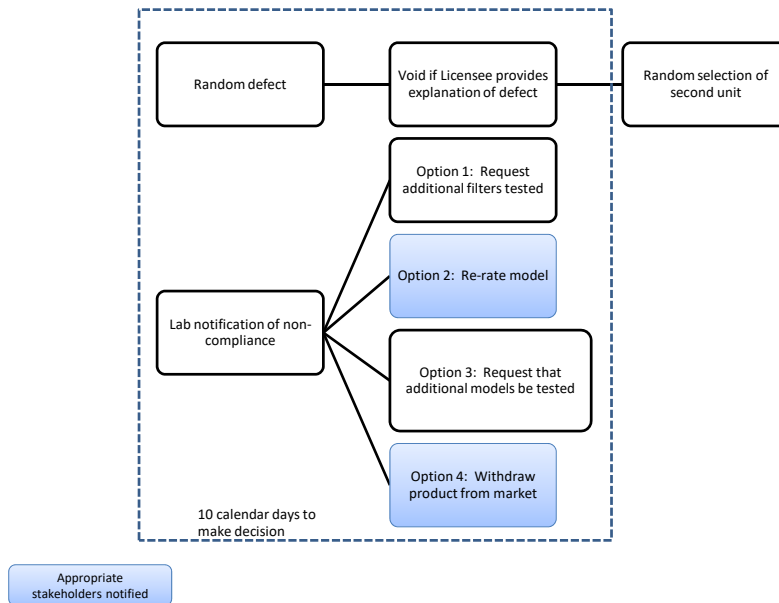 Random defect
Void if Licensee provides
explanation of defect
Random selection of
second unit
Option 1:  Request
additional filters tested
Option 2:  Re-rate model
Lab notification of non-
compliance
Option 3:  Request that
additional models be tested
Option 4:  Withdraw
product from market
10 calendar days to
make decision
Appropriate
stakeholders notified